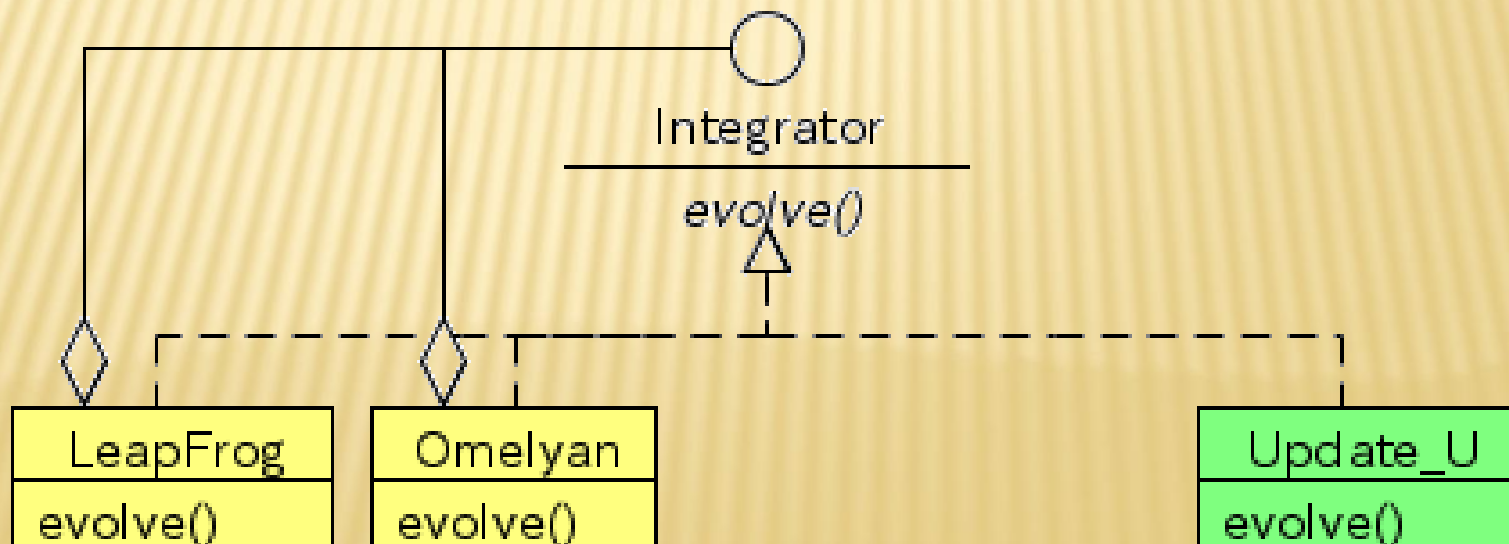 Integrator
evolve()
LeapFrog
Omelyan
Update_U
evolve()
evolve()
evolve()